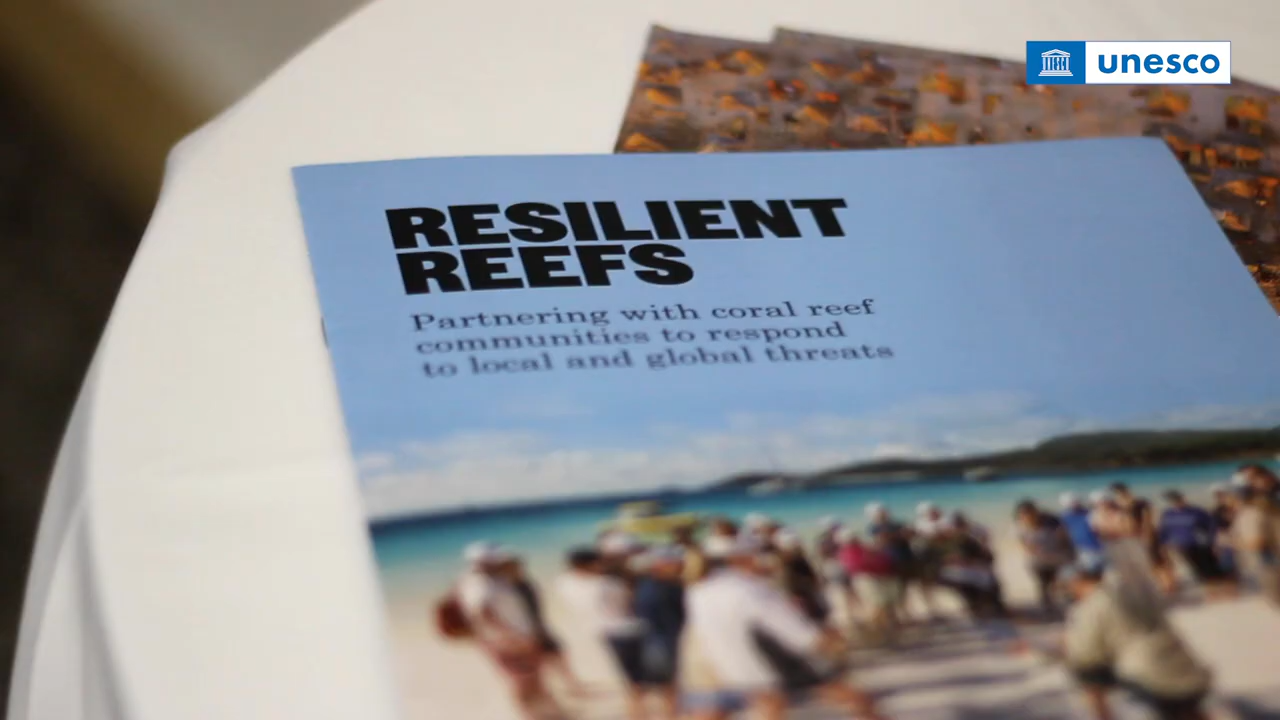 unesco
RESILIENT
REEFS
Partnering with coral reef
communities to respond
to local and global threats